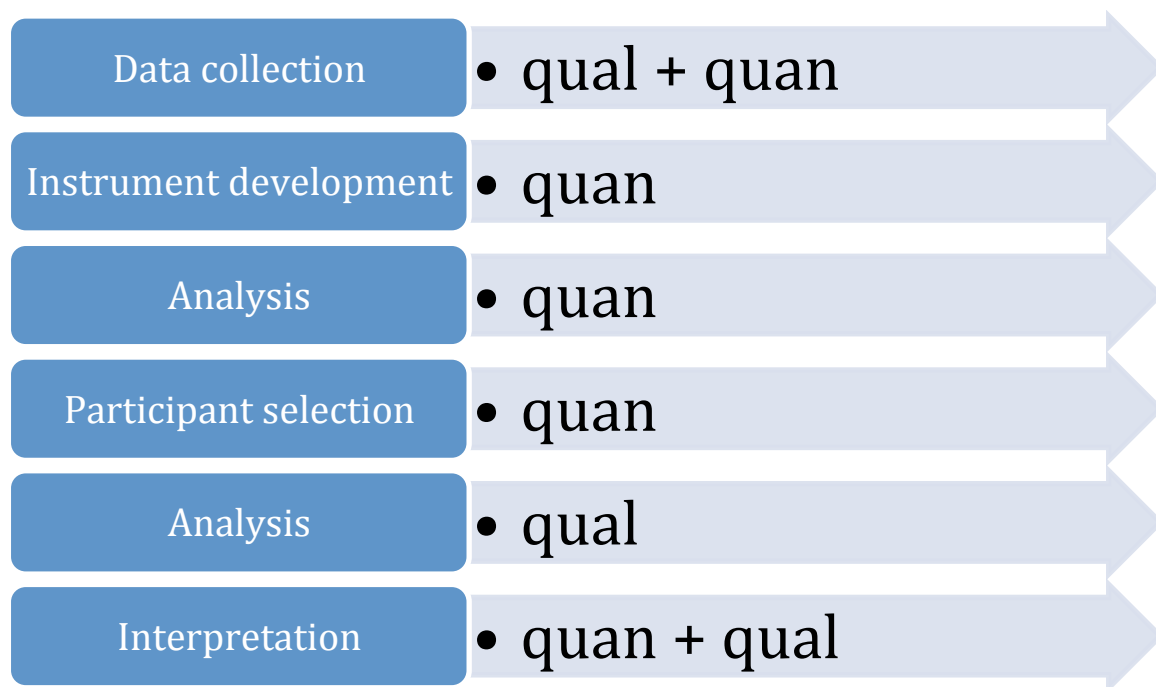 Data collection • qual + quan
Instrument development • quan
Analysis • quan
Participant selection • quan
Analysis • qual
Interpretation • quan + qual